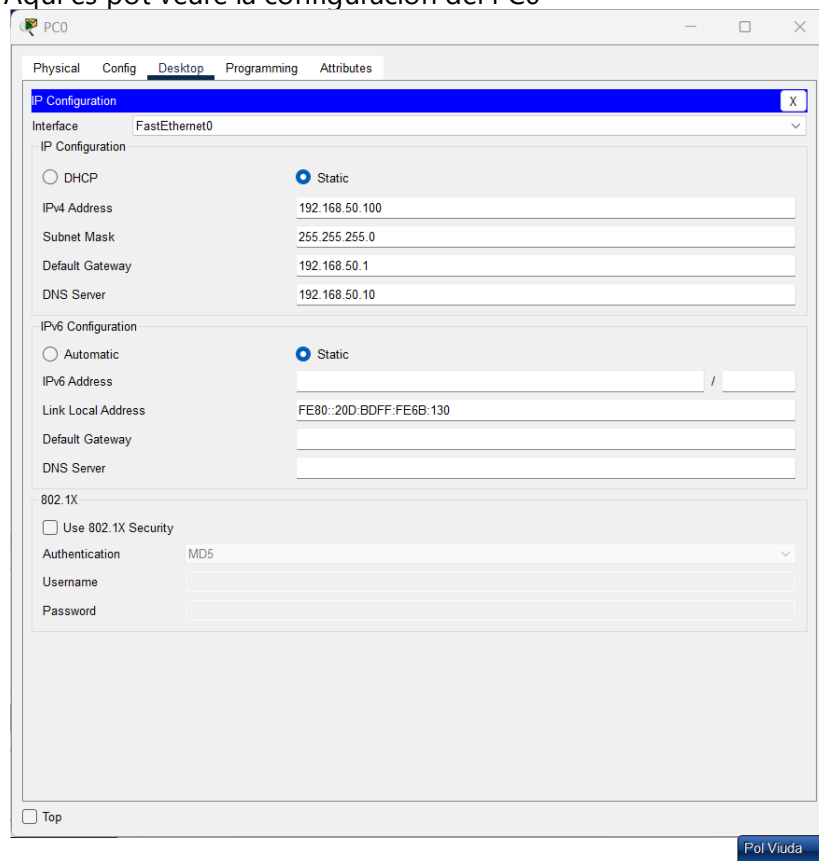 Aquí es pot veure la configuración del PC0
PC0
Physical Config Desktop Programming Attributes
IP Configuration X
Interface FastEthernet0
IP Configuration
DHCP Static
IPv4 Address 192.168.50.100
Subnet Mask 255.255.255.0
Default Gateway 192.168.50.1
DNS Server 192.168.50.10
IPv6 Configuration
Automatic Static
IPv6 Address /
Link Local Address FE80::20D:BDFF:FE6B:130
Default Gateway
DNS Server
802.1X
Use 802.1X Security
Authentication MD5
Username
Password
Top
Pol Viuda